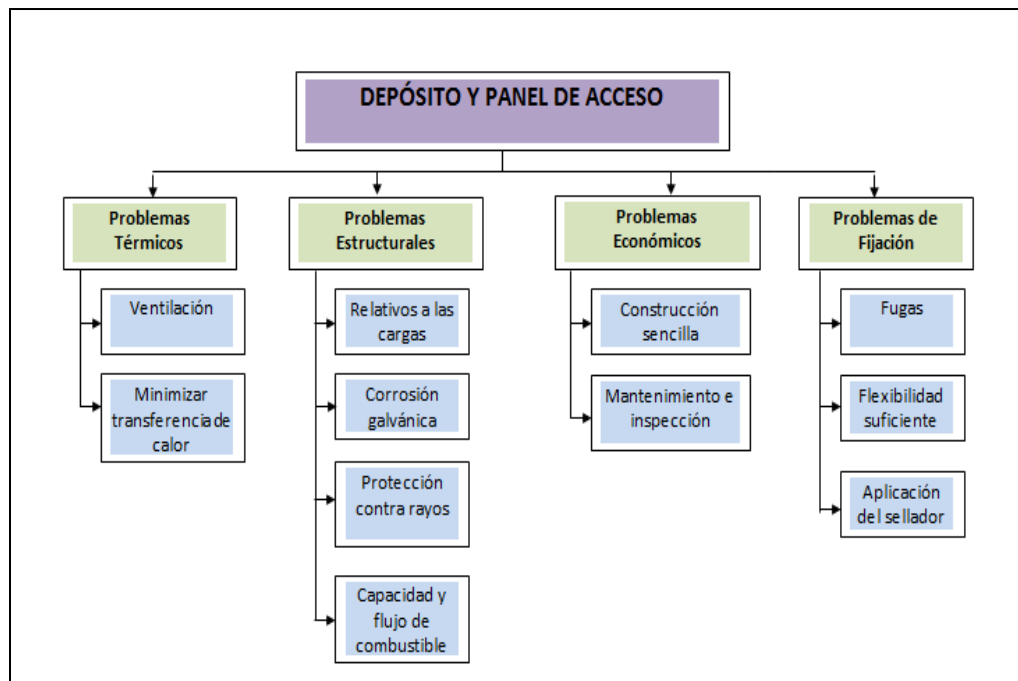 DEPÓSITO Y PANEL DE ACCESO
Problemas
Térmicos
Ventilación
Minimizar
transferencia de
calor
Problemas
Estructurales
Relativos a las
cargas
Corrosión
galvánica
Protección
contra rayos
Capacidad y
flujo de
combustible
Problemas
Económicos
Construcción
sencilla
Mantenimiento e
inspección
Problemas de
Fijación
Fugas
Flexibilidad
suficiente
Aplicación
del sellador